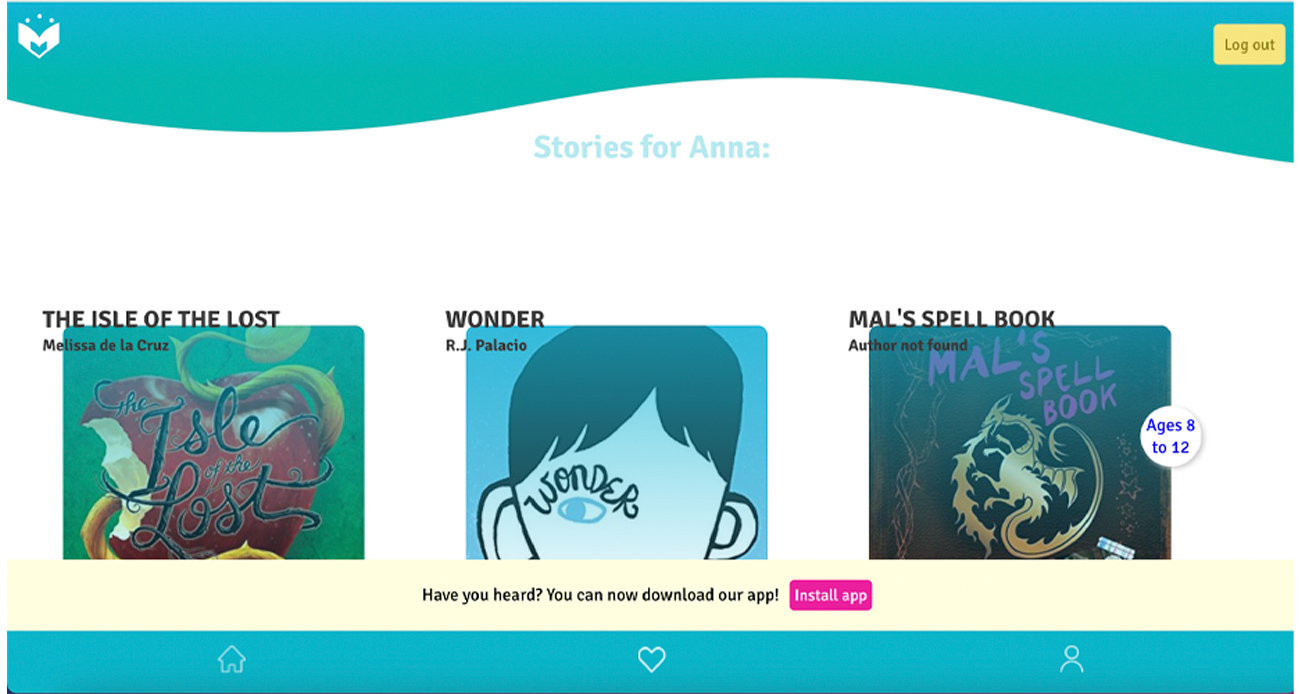 Log out
Stories for Anna:
THE ISLE OF THE LOST
Melissa de la Cruz
the
Isle
of the
Lost
WONDER
R.J. Palacio
WONDER
MAL'S SPELL BOOK
Author not found
MAL'S
SPELL
BOOK
Ages 8
to 12
Have you heard? You can now download our app!
Install app